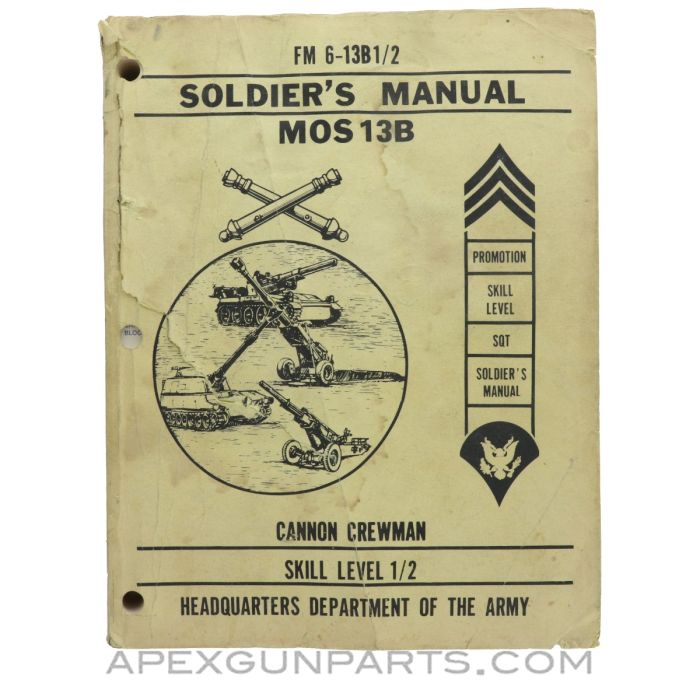 FM 6-13B1/2
SOLDIER'S MANUAL
MOS 13B
PROMOTION
SKILL
LEVEL
SQT
SOLDIER'S
MANUAL
BLOC
CANNON CREWMAN
SKILL LEVEL 1/2
HEADQUARTERS DEPARTMENT OF THE ARMY
APEXGUNPARTS.COM